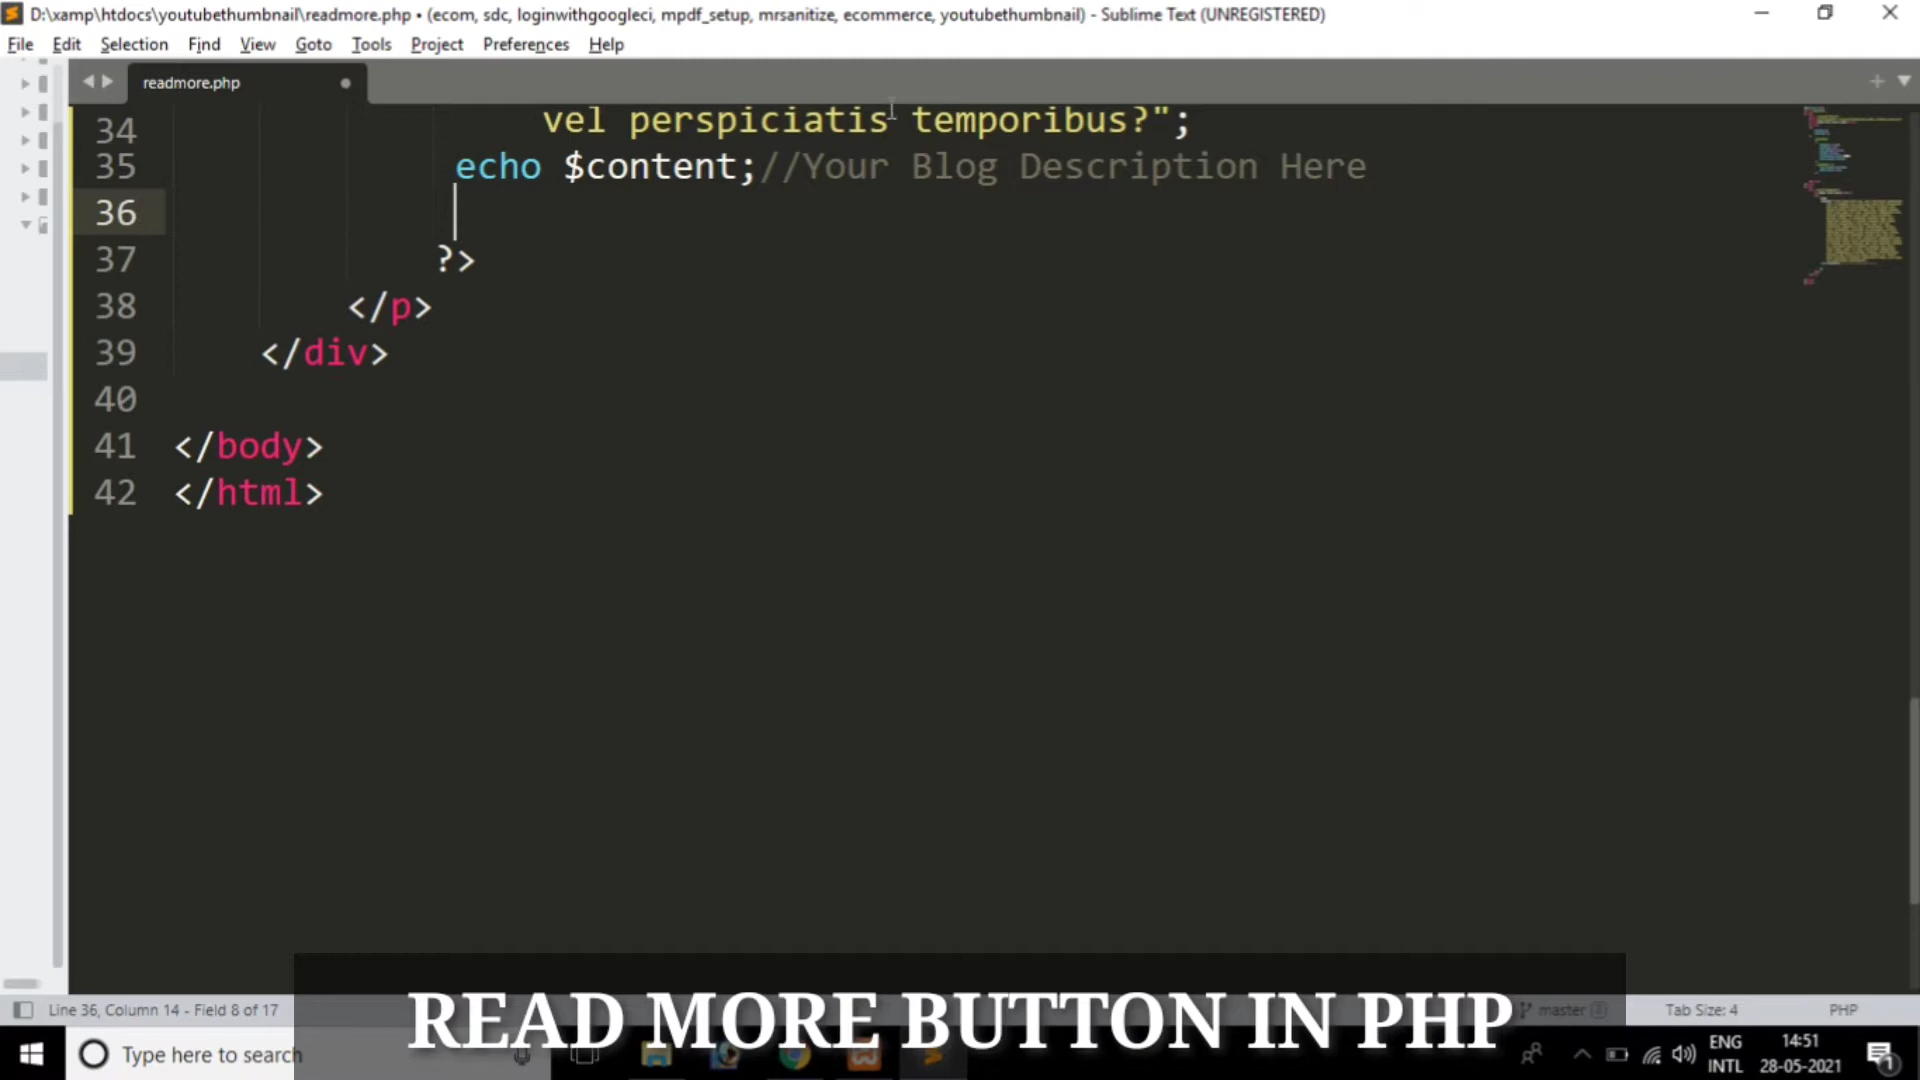 D:\xamp\htdocs\youtubethumbnail\readmore.php • (ecom, sdc, loginwithgoogleci, mpdf_setup, mrsanitize, ecommerce, youtubethumbnail) - Sublime Text (UNREGISTERED)
File Edit Selection Find View Goto Tools Project Preferences Help
readmore.php
34 vel perspiciatis temporibus?";
35 echo $content;//Your Blog Description Here
36
37 ?>
38 </p>
39 </div>
40
41 </body>
42 </html>
Line 36, Column 14 - Field 8 of 17
master
Tab Size: 4
PHP
READ MORE BUTTON IN PHP
Type here to search
ENG
INTL
14:51
28-05-2021
1